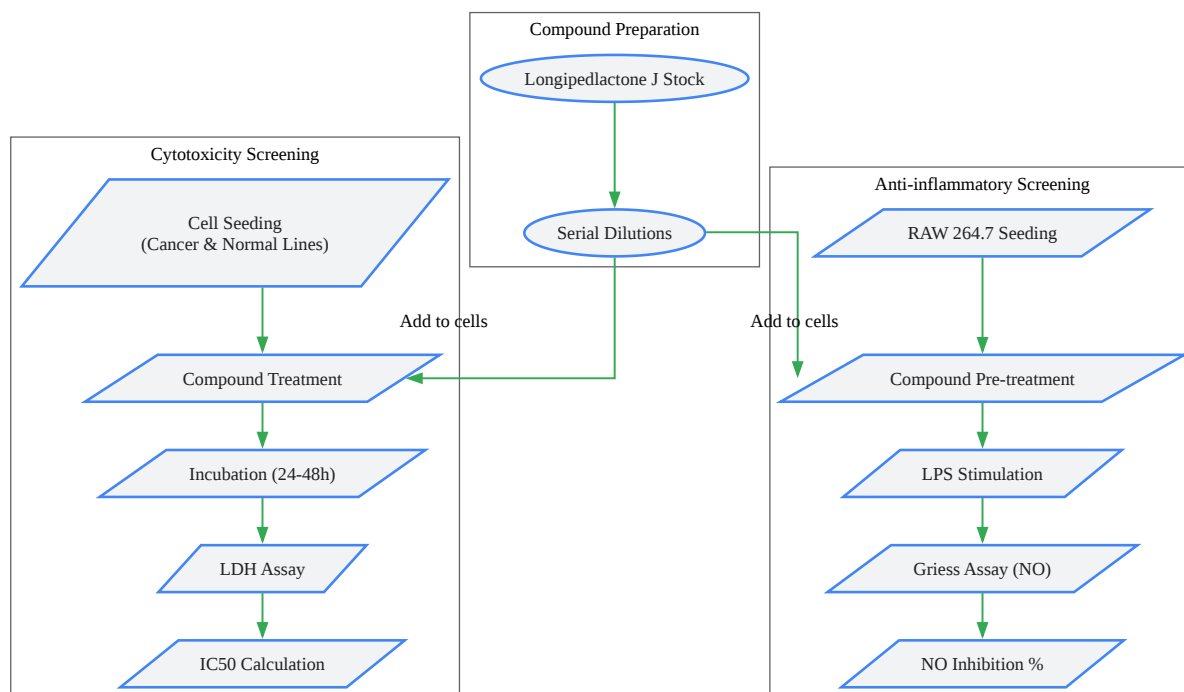 Compound Preparation
Longipedlactone J Stock
Serial Dilutions
Cytotoxicity Screening
Cell Seeding
(Cancer & Normal Lines)
Add to cells
Compound Treatment
Incubation (24-48h)
LDH Assay
IC50 Calculation
Anti-inflammatory Screening
RAW 264.7 Seeding
Add to cells
Compound Pre-treatment
LPS Stimulation
Griess Assay (NO)
NO Inhibition %